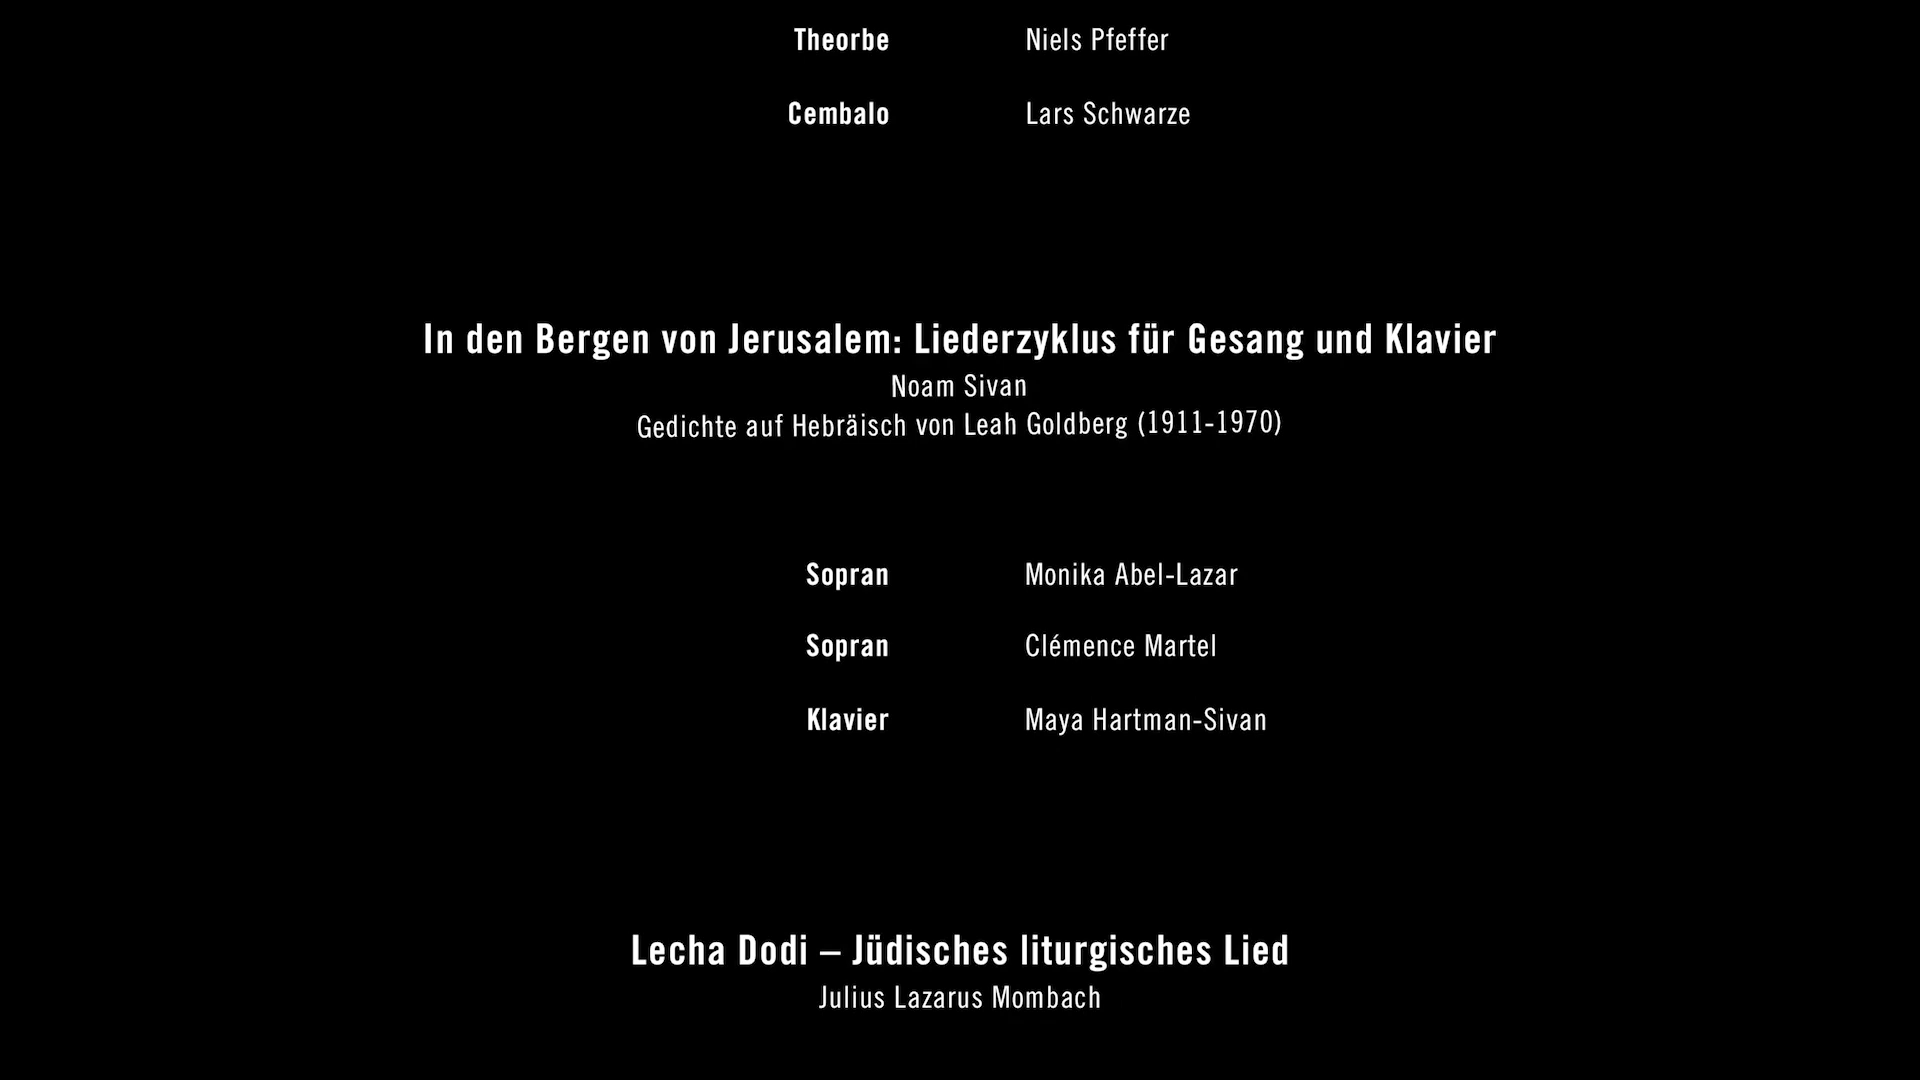 Theorbe Niels Pfeffer
Cembalo Lars Schwarze
In den Bergen von Jerusalem: Liederzyklus für Gesang und Klavier
Noam Sivan
Gedichte auf Hebräisch von Leah Goldberg (1911-1970)
Sopran Monika Abel-Lazar
Sopran Clémence Martel
Klavier Maya Hartman-Sivan
Lecha Dodi – Jüdisches liturgisches Lied
Julius Lazarus Mombach